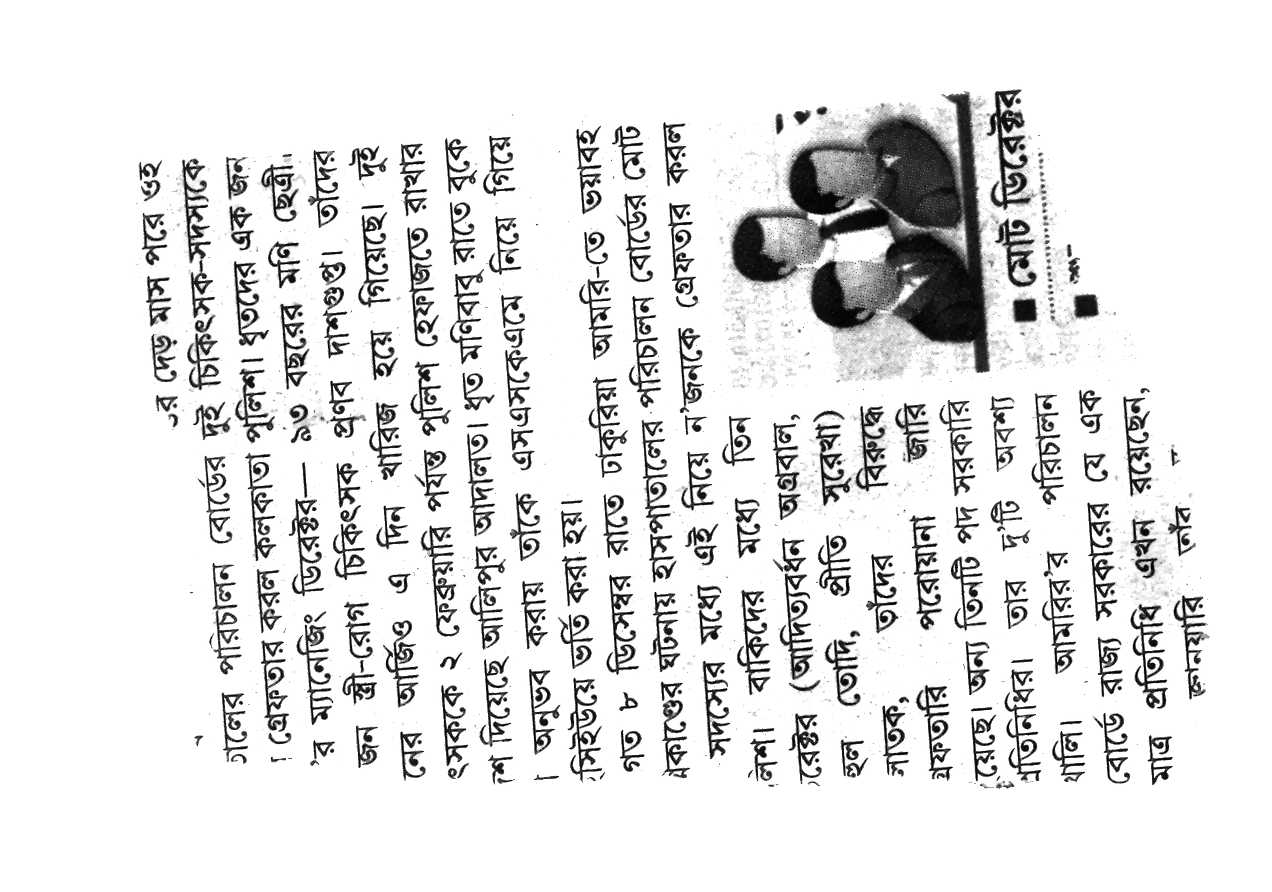 র দেড় মাস পরে ওই
তালের পরিচালন বোর্ডের দুই চিকিৎসক-সদস্যকে
গ্রেফতার করল কলকাতা পুলিশ। ধৃতদের এক জন
'র ম্যানেজিং ডিরেক্টর— ৯৩ বছরের মণি ছেত্রী।
জন স্ত্রী-রোগ চিকিৎসক প্রণব দাশগুপ্ত। তাঁদের
নের আর্জিও এ দিন খারিজ হয়ে গিয়েছে। দুই
ৎসককে ২ ফেব্রুয়ারি পর্যন্ত পুলিশ হেফাজতে রাখার
শ দিয়েছে আলিপুর আদালত। ধৃত মণিবাবু রাতে বুকে
অনুভব করায় তাঁকে এসএসকেএমে নিয়ে গিয়ে
সিইউয়ে ভর্তি করা হয়।
গত ৮ ডিসেম্বর রাতে ঢাকুরিয়া আমরি-তে ভয়াবহ
কাণ্ডের ঘটনায় হাসপাতালের পরিচালন বোর্ডের মোট
সদস্যের মধ্যে এই নিয়ে ন'জনকে গ্রেফতার করল
লিশ। বাকিদের মধ্যে তিন
রেক্টর (আদিত্যবর্ধন অগ্রবাল,
হুল তোদি, প্রীতি সুরেখা)
লাতক, তাঁদের বিরুদ্ধে
গ্রেফতারি পরোয়ানা জারি
য়েছে। অন্য তিনটি পদ সরকারি
প্রতিনিধির। তার দু'টি অবশ্য
খালি। আমরির'র পরিচালন
বোর্ডে রাজ্য সরকারের যে এক
মাত্র প্রতিনিধি এখন রয়েছেন,
■ মোট ডিরেক্টর
■